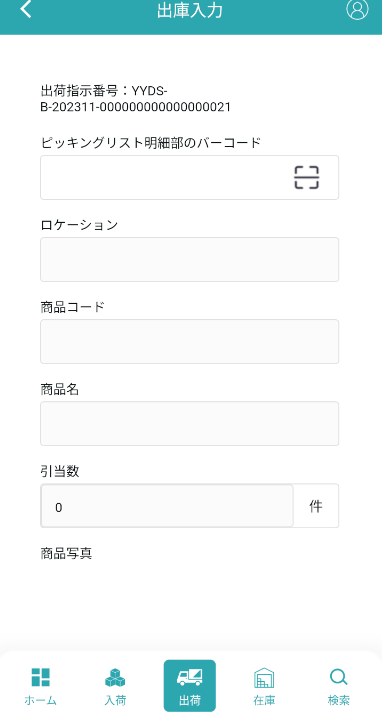 出庫入力
出荷指示番号：YYDS-
B-202311-000000000000000021
ピッキングリスト明細部のバーコード
ロケーション
商品コード
商品名
引当数
0 件
商品写真
ホーム 入荷 出荷 在庫 検索